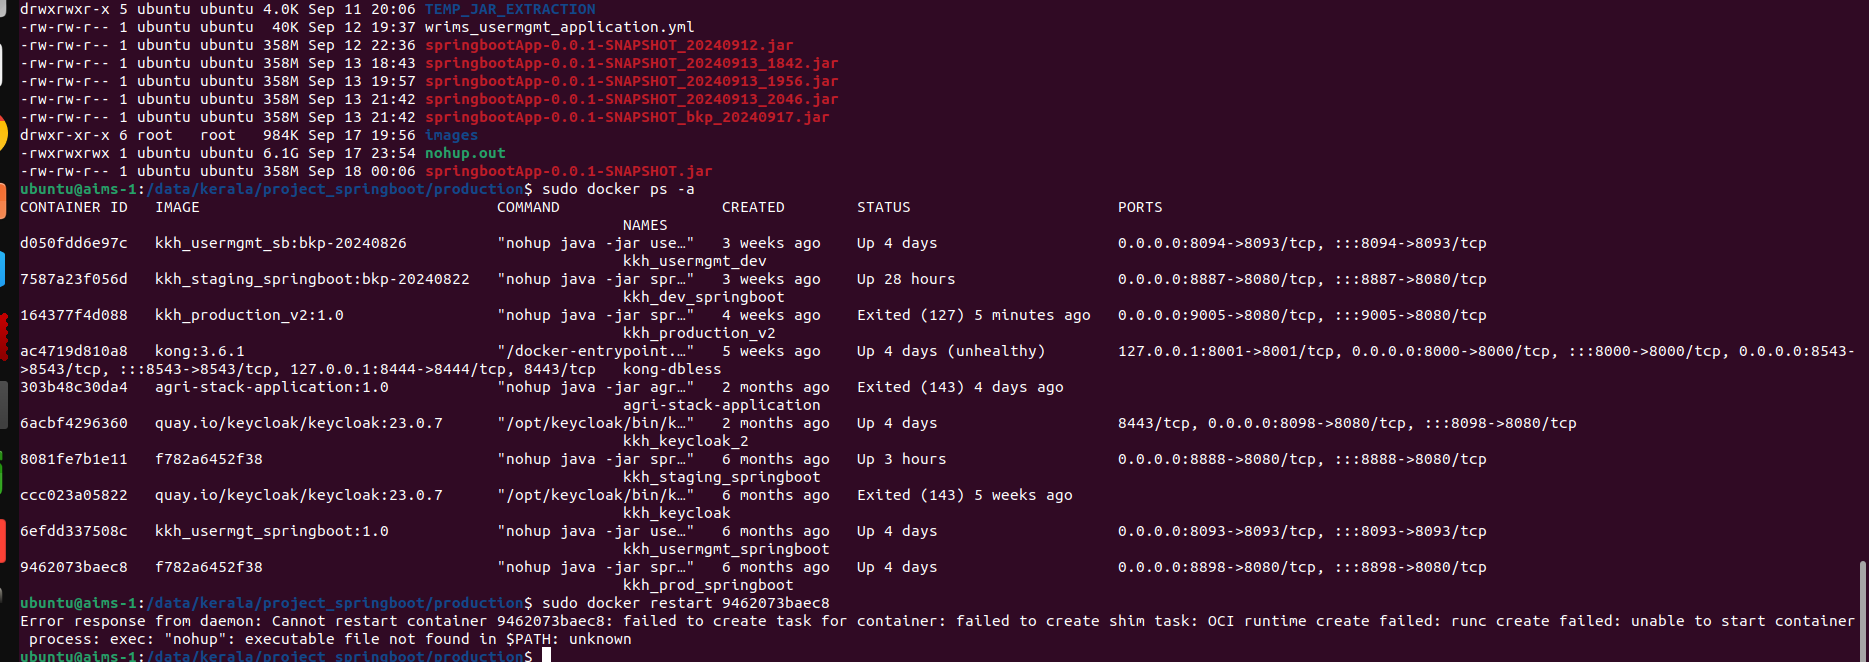 drwxrwxr-x 5 ubuntu ubuntu 4.0K Sep 11 20:06 TEMP_JAR_EXTRACTION
-rw-rw-r-- 1 ubuntu ubuntu  40K Sep 12 19:37 wrims_usermgmt_application.yml
-rw-rw-r-- 1 ubuntu ubuntu 358M Sep 12 22:36 springbootApp-0.0.1-SNAPSHOT_20240912.jar
-rw-rw-r-- 1 ubuntu ubuntu 358M Sep 13 18:43 springbootApp-0.0.1-SNAPSHOT_20240913_1842.jar
-rw-rw-r-- 1 ubuntu ubuntu 358M Sep 13 19:57 springbootApp-0.0.1-SNAPSHOT_20240913_1956.jar
-rw-rw-r-- 1 ubuntu ubuntu 358M Sep 13 21:42 springbootApp-0.0.1-SNAPSHOT_20240913_2046.jar
-rw-rw-r-- 1 ubuntu ubuntu 358M Sep 13 21:42 springbootApp-0.0.1-SNAPSHOT_bkp_20240917.jar
drwxr-xr-x 6 root   root   984K Sep 17 19:56 images
-rwxrwxrwx 1 ubuntu ubuntu 6.1G Sep 17 23:54 nohup.out
-rw-rw-r-- 1 ubuntu ubuntu 358M Sep 18 00:06 springbootApp-0.0.1-SNAPSHOT.jar
ubuntu@aims-1:/data/kerala/project_springboot/production$ sudo docker ps -a
CONTAINER ID   IMAGE                                 COMMAND                  CREATED        STATUS                       PORTS
NAMES
d050fdd6e97c   kkh_usermgmt_sb:bkp-20240826          "nohup java -jar use…"   3 weeks ago    Up 4 days                    0.0.0.0:8094->8093/tcp, :::8094->8093/tcp
kkh_usermgmt_dev
7587a23f056d   kkh_staging_springboot:bkp-20240822   "nohup java -jar spr…"   3 weeks ago    Up 28 hours                  0.0.0.0:8887->8080/tcp, :::8887->8080/tcp
kkh_dev_springboot
164377f4d088   kkh_production_v2:1.0                 "nohup java -jar spr…"   4 weeks ago    Exited (127) 5 minutes ago   0.0.0.0:9005->8080/tcp, :::9005->8080/tcp
kkh_production_v2
ac4719d810a8   kong:3.6.1                            "/docker-entrypoint.…"   5 weeks ago    Up 4 days (unhealthy)        127.0.0.1:8001->8001/tcp, 0.0.0.0:8000->8000/tcp, :::8000->8000/tcp, 0.0.0.0:8543-
>8543/tcp, :::8543->8543/tcp, 127.0.0.1:8444->8444/tcp, 8443/tcp   kong-dbless
303b48c30da4   agri-stack-application:1.0            "nohup java -jar agr…"   2 months ago   Exited (143) 4 days ago
agri-stack-application
6acbf4296360   quay.io/keycloak/keycloak:23.0.7      "/opt/keycloak/bin/k…"   2 months ago   Up 4 days                    8443/tcp, 0.0.0.0:8098->8080/tcp, :::8098->8080/tcp
kkh_keycloak_2
8081fe7b1e11   f782a6452f38                          "nohup java -jar spr…"   6 months ago   Up 3 hours                   0.0.0.0:8888->8080/tcp, :::8888->8080/tcp
kkh_staging_springboot
ccc023a05822   quay.io/keycloak/keycloak:23.0.7      "/opt/keycloak/bin/k…"   6 months ago   Exited (143) 5 weeks ago
kkh_keycloak
6efdd337508c   kkh_usermgt_springboot:1.0            "nohup java -jar use…"   6 months ago   Up 4 days                    0.0.0.0:8093->8093/tcp, :::8093->8093/tcp
kkh_usermgmt_springboot
9462073baec8   f782a6452f38                          "nohup java -jar spr…"   6 months ago   Up 4 days                    0.0.0.0:8898->8080/tcp, :::8898->8080/tcp
kkh_prod_springboot
ubuntu@aims-1:/data/kerala/project_springboot/production$ sudo docker restart 9462073baec8
Error response from daemon: Cannot restart container 9462073baec8: failed to create task for container: failed to create shim task: OCI runtime create failed: runc create failed: unable to start container
process: exec: "nohup": executable file not found in $PATH: unknown
ubuntu@aims-1:/data/kerala/project_springboot/production$